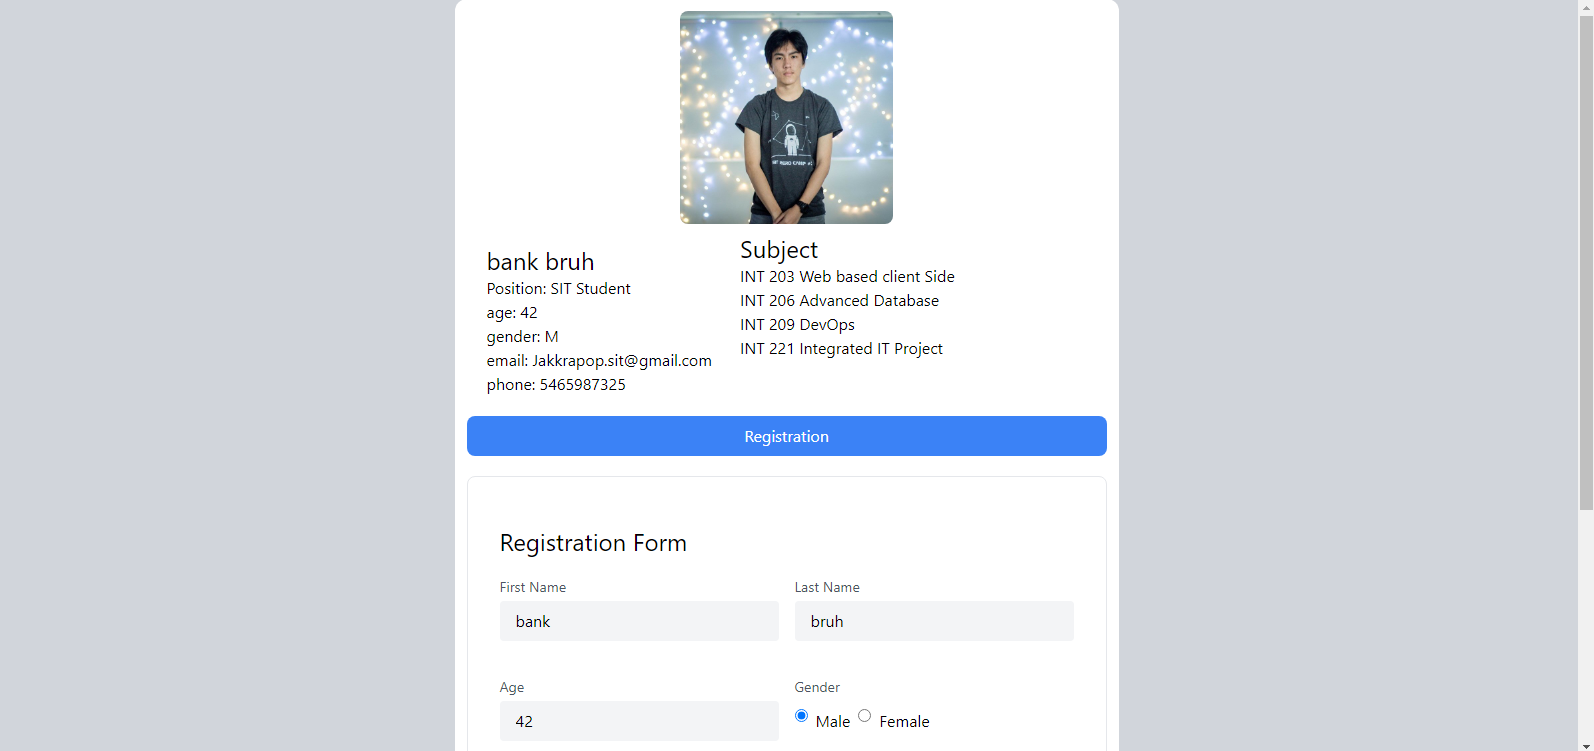 bank bruh
Position: SIT Student
age: 42
gender: M
email: Jakkrapop.sit@gmail.com
phone: 5465987325
Subject
INT 203 Web based client Side
INT 206 Advanced Database
INT 209 DevOps
INT 221 Integrated IT Project
Registration
Registration Form
First Name
Last Name
bank
bruh
Age
Gender
42
Male
Female